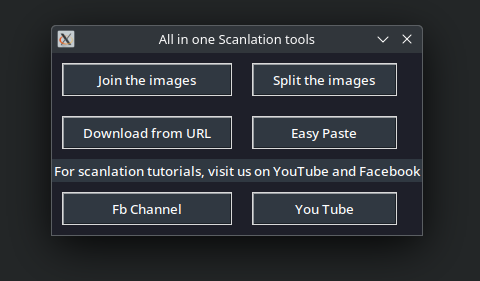 All in one Scanlation tools
Join the images
Split the images
Download from URL
Easy Paste
For scanlation tutorials, visit us on YouTube and Facebook
Fb Channel
You Tube